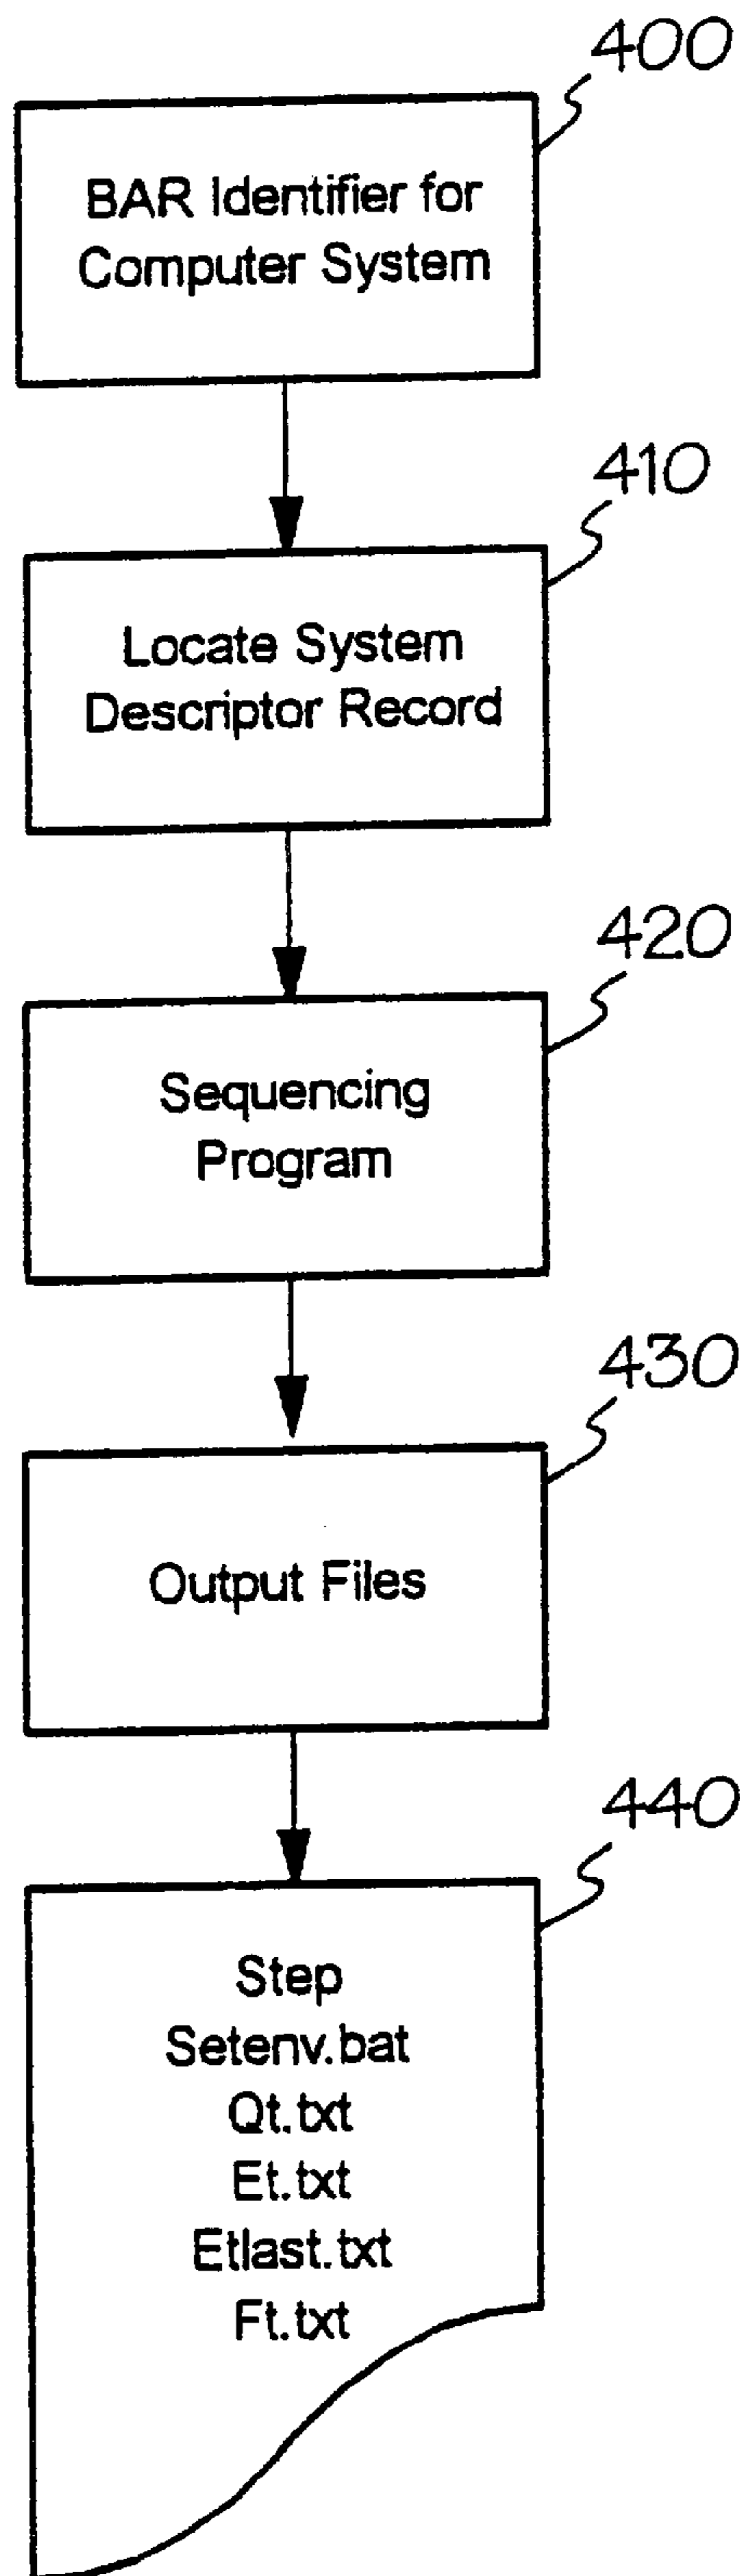 400
BAR Identifier for
Computer System
410
Locate System
Descriptor Record
420
Sequencing
Program
430
Output Files
440
Step
Setenv.bat
Qt.txt
Et.txt
Etlast.txt
Ft.txt